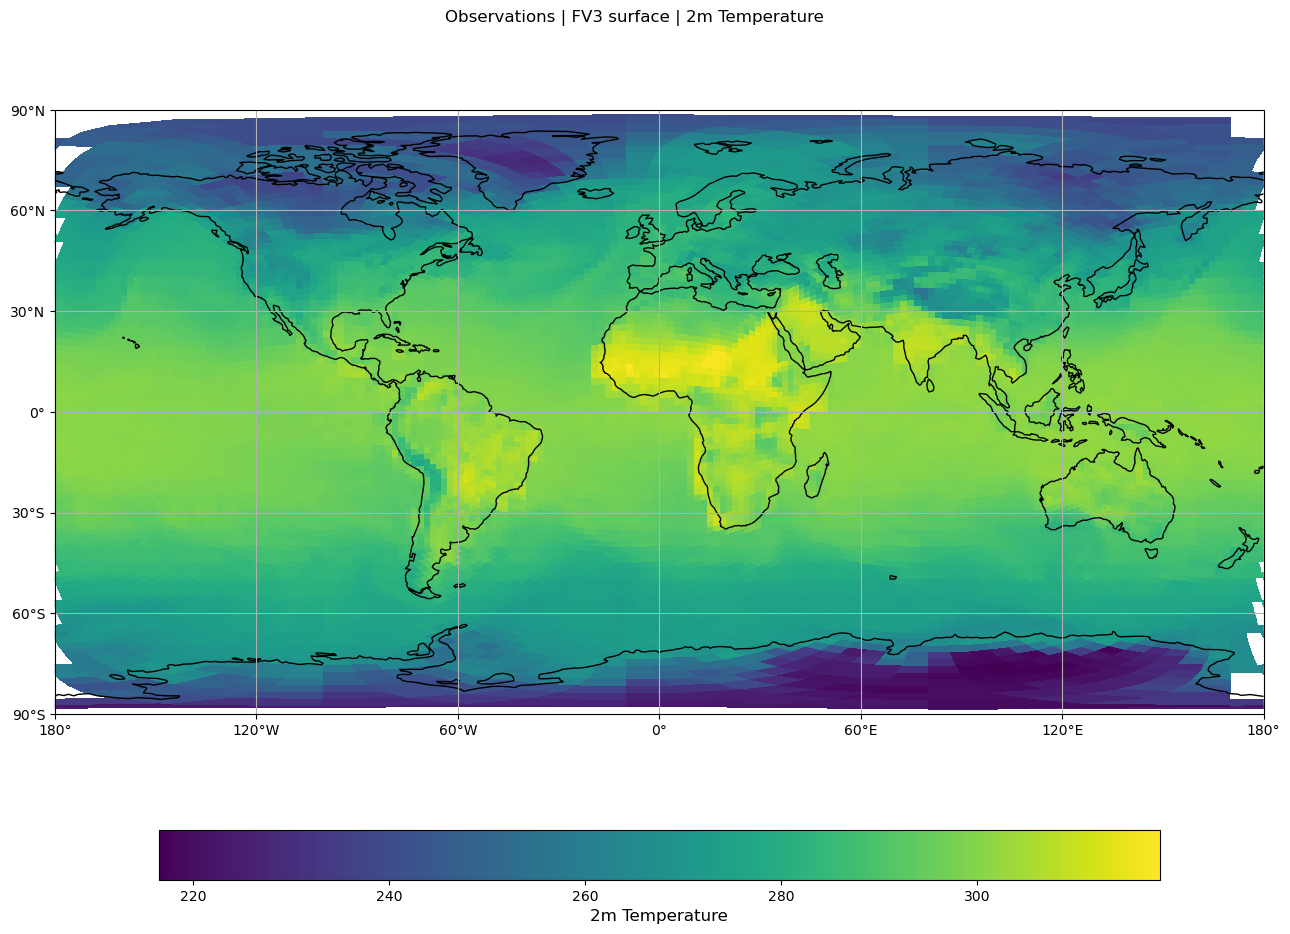 Observations | FV3 surface | 2m Temperature
90°N
60°N
30°N
0°
30°S
60°S
90°S
180° 120°W 60°W 0° 60°E 120°E 180°
220 240 260 280 300
2m Temperature